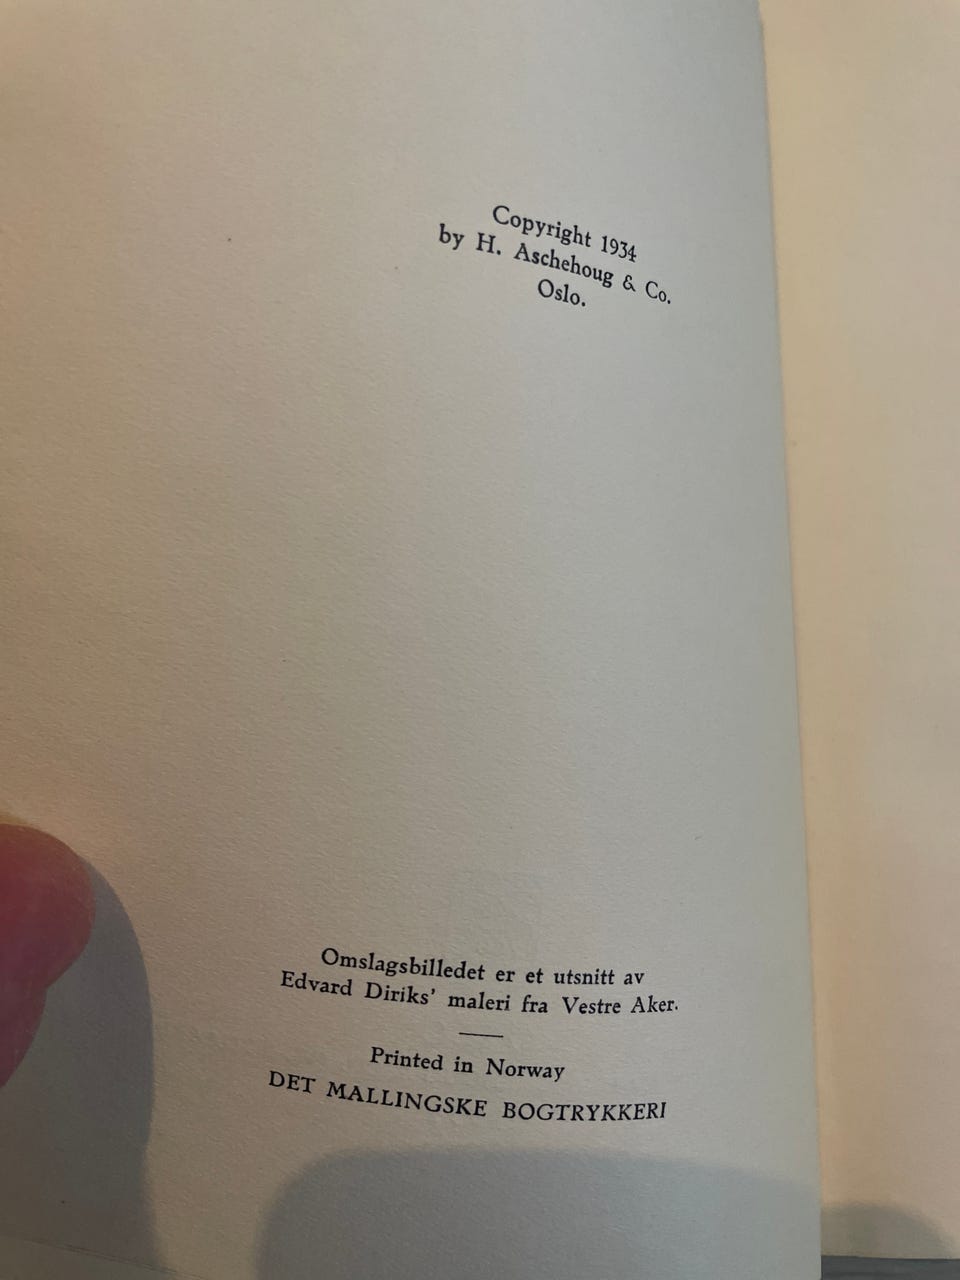 Copyright 1934
by H. Aschehoug & Co.
Oslo.
Omslagsbilledet er et utsnitt av
Edvard Diriks' maleri fra Vestre Aker.
Printed in Norway
DET MALLINGSKE BOGTRYKKERI